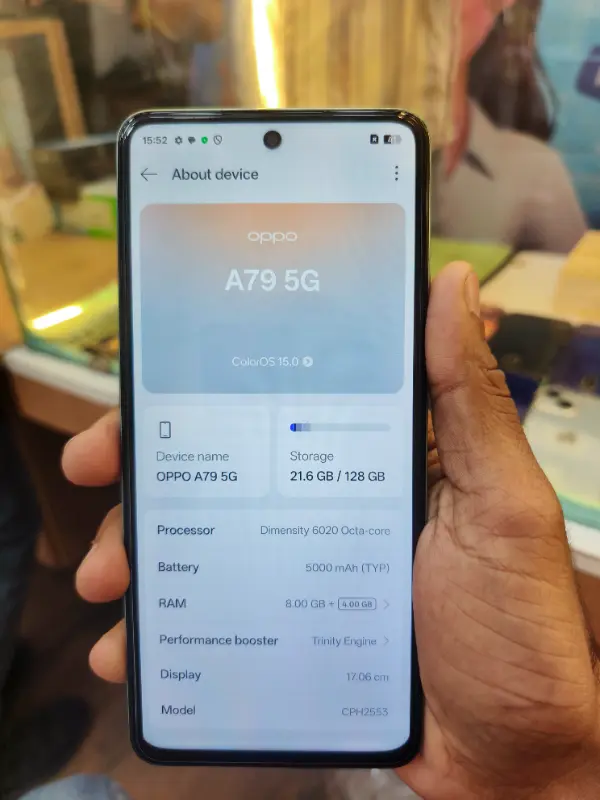 15:52
About device
oppo
A79 5G
ColorOS 15.0
Device name
OPPO A79 5G
Storage
21.6 GB / 128 GB
Processor Dimensity 6020 Octa-core
Battery 5000 mAh (TYP)
RAM 8.00 GB + 4.00 GB
Performance booster Trinity Engine
Display 17.06 cm
Model CPH2553